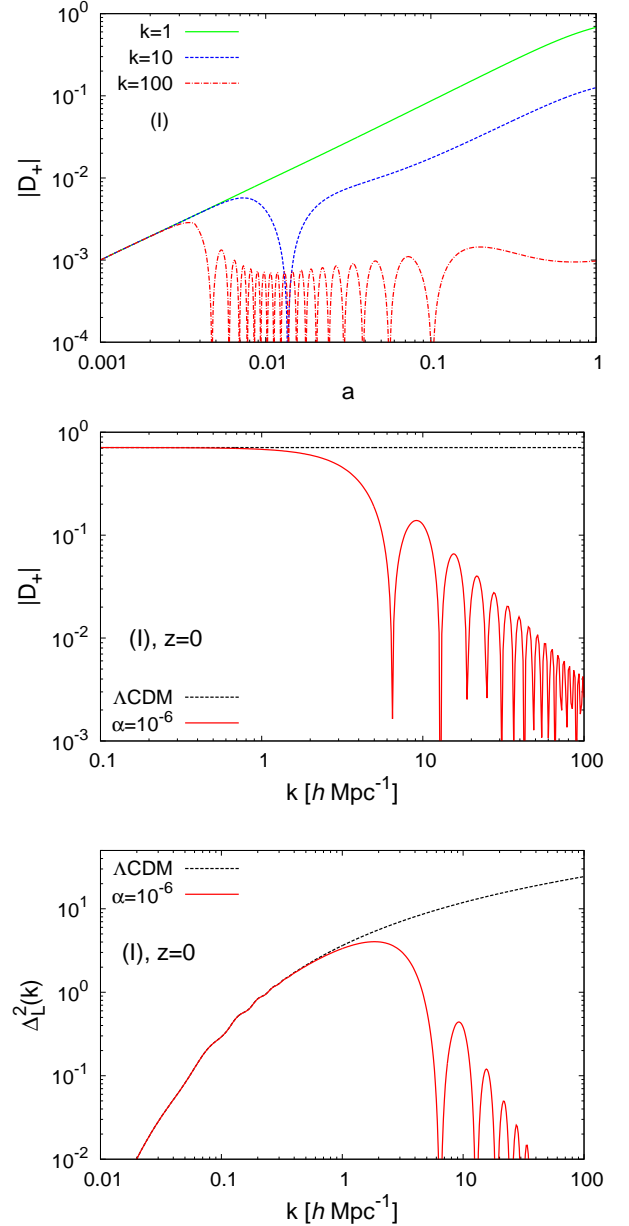 10^0
k=1
k=10
k=100
10^-1
(I)
|D_+|
10^-2
10^-3
10^-4
0.001 0.01 0.1 1
a
10^0
10^-1
|D_+|
10^-2
(I), z=0
ΛCDM
α=10^-6
10^-3
0.1 1 10 100
k [h Mpc^-1]
ΛCDM
α=10^-6
10^1
(I), z=0
10^0
Δ_L^2(k)
10^-1
10^-2
0.01 0.1 1 10 100
k [h Mpc^-1]